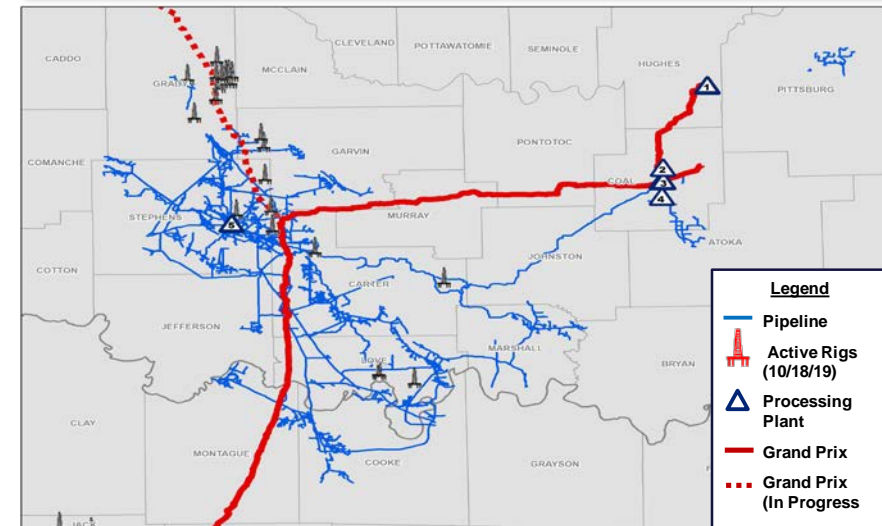 CLEVELAND
POTTAWATOMIE
SEMINOLE
CADDO
HUGHES
MCCLAIN
GRADY
PITTSBURG
1
GARVIN
PONTOTOC
COMANCHE
2
COAL
3
STEPHENS
4
MURRAY
5
ATOKA
JOHNSTON
COTTON
CARTER
JEFFERSON
MARSHALL
LOVE
BRYAN
CLAY
MONTAGUE
COOKE
GRAYSON
JACK
Legend
Pipeline
Active Rigs
(10/18/19)
Processing
Plant
Grand Prix
Grand Prix
(In Progress